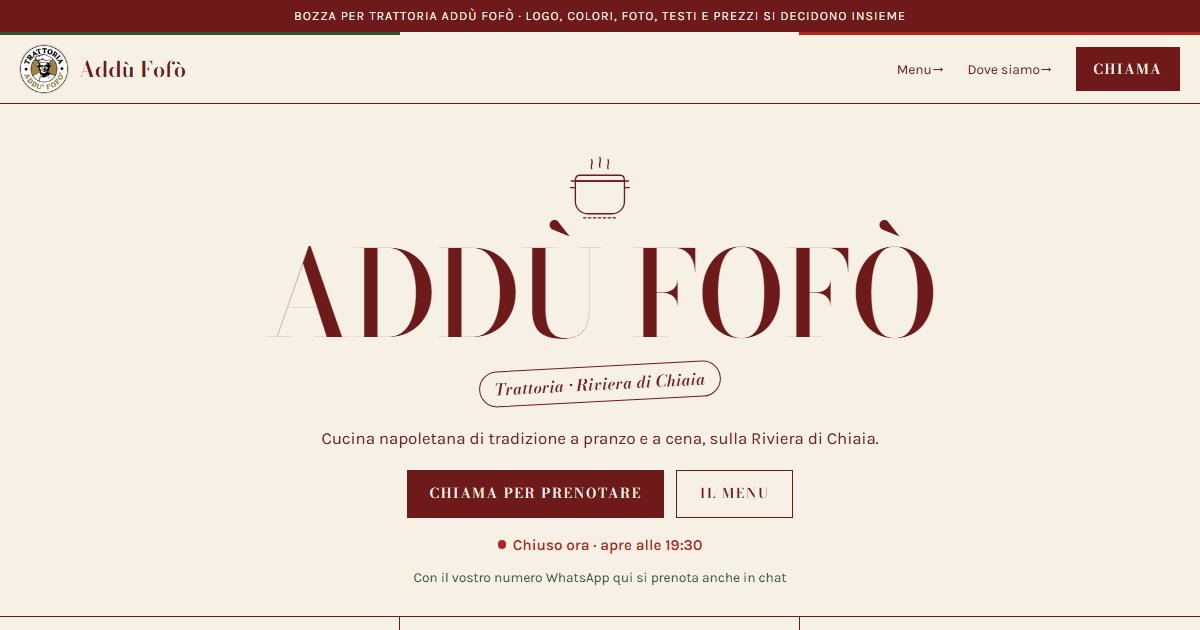 BOZZA PER TRATTORIA ADDÙ FOFÒ · LOGO, COLORI, FOTO, TESTI E PREZZI SI DECIDONO INSIEME
TRATTORIA
ADDU' FOFO'
Addù Fofò
Menu→
Dove siamo→
CHIAMA
ADDÙ FOFÒ
Trattoria · Riviera di Chiaia
Cucina napoletana di tradizione a pranzo e a cena, sulla Riviera di Chiaia.
CHIAMA PER PRENOTARE
IL MENU
Chiuso ora · apre alle 19:30
Con il vostro numero WhatsApp qui si prenota anche in chat